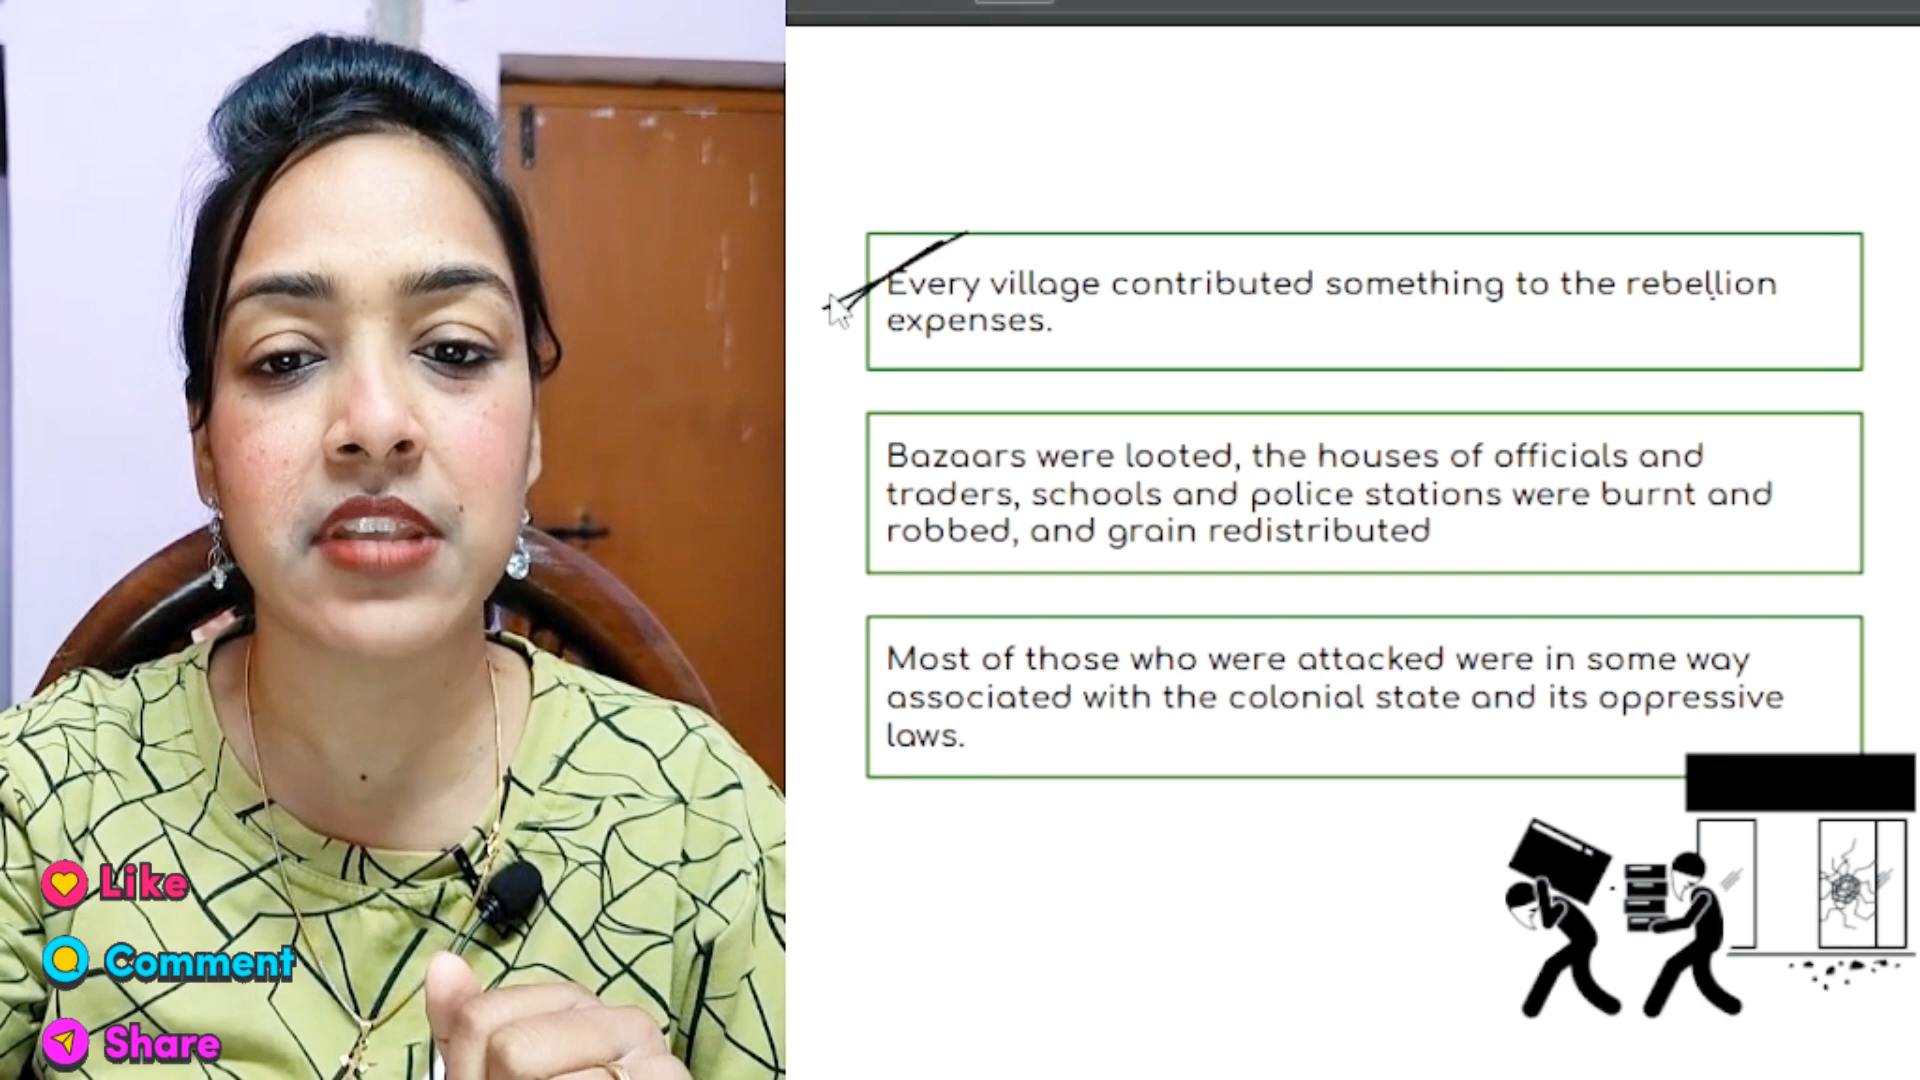 Every village contributed something to the rebellion
expenses.
Bazaars were looted, the houses of officials and
traders, schools and police stations were burnt and
robbed, and grain redistributed
Most of those who were attacked were in some way
associated with the colonial state and its oppressive
laws.
Like
Comment
Share